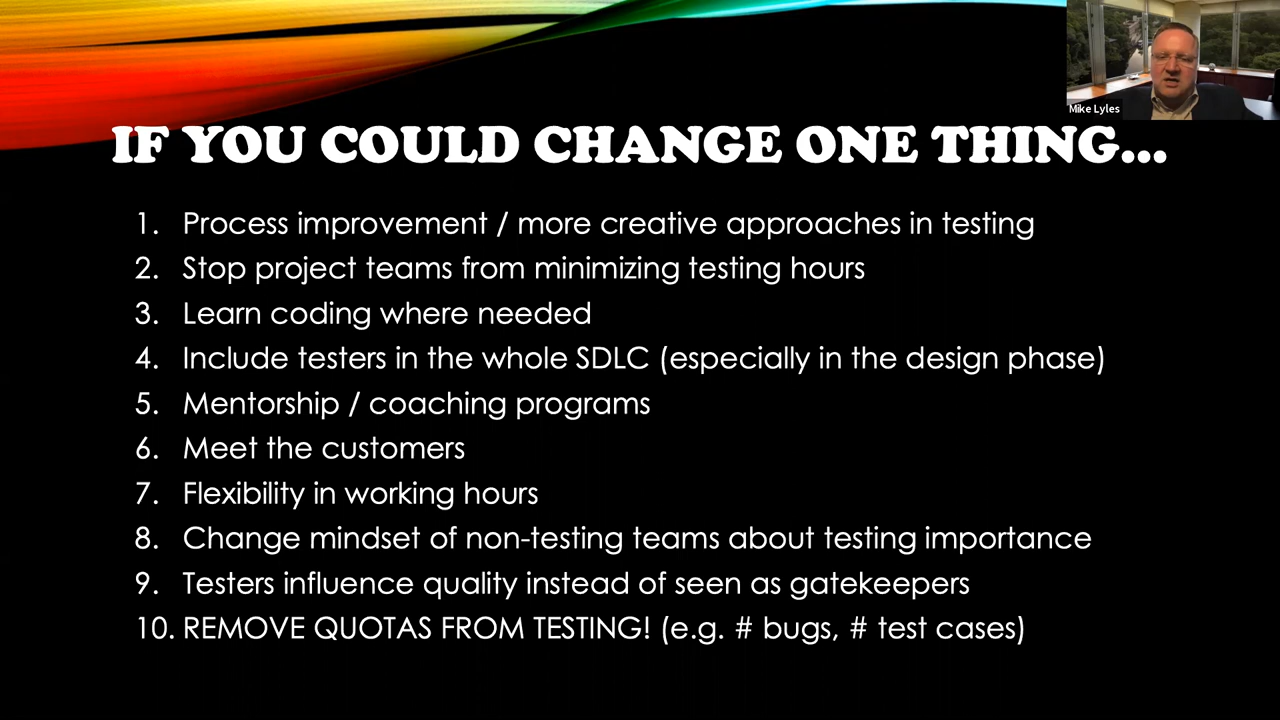 Mike Lyles
IF YOU COULD CHANGE ONE THING...
1. Process improvement / more creative approaches in testing
2. Stop project teams from minimizing testing hours
3. Learn coding where needed
4. Include testers in the whole SDLC (especially in the design phase)
5. Mentorship / coaching programs
6. Meet the customers
7. Flexibility in working hours
8. Change mindset of non-testing teams about testing importance
9. Testers influence quality instead of seen as gatekeepers
10. REMOVE QUOTAS FROM TESTING! (e.g. # bugs, # test cases)